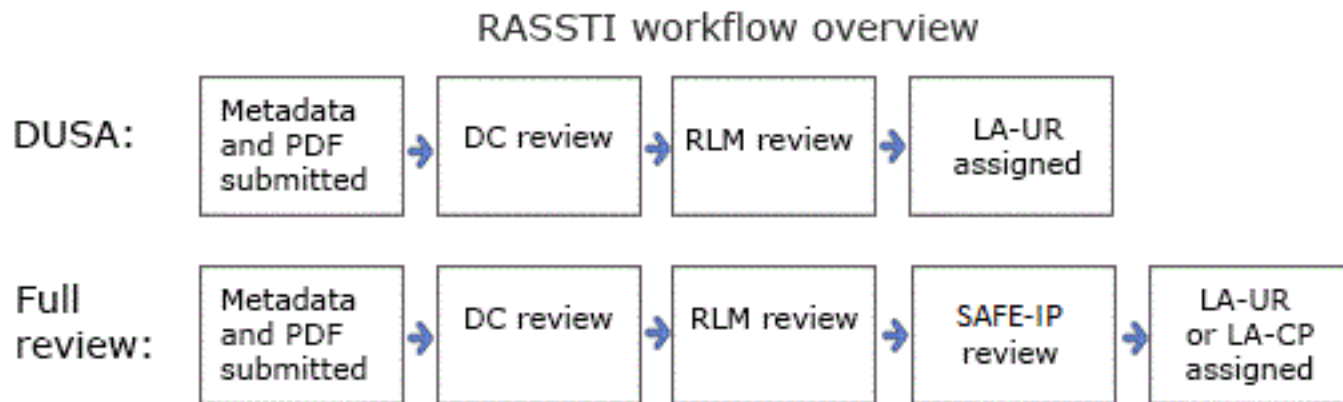 RASSTI workflow overview
DUSA:
Metadata
and PDF
submitted
DC review
RLM review
LA-UR
assigned
Full
review:
Metadata
and PDF
submitted
DC review
RLM review
SAFE-IP
review
LA-UR
or LA-CP
assigned